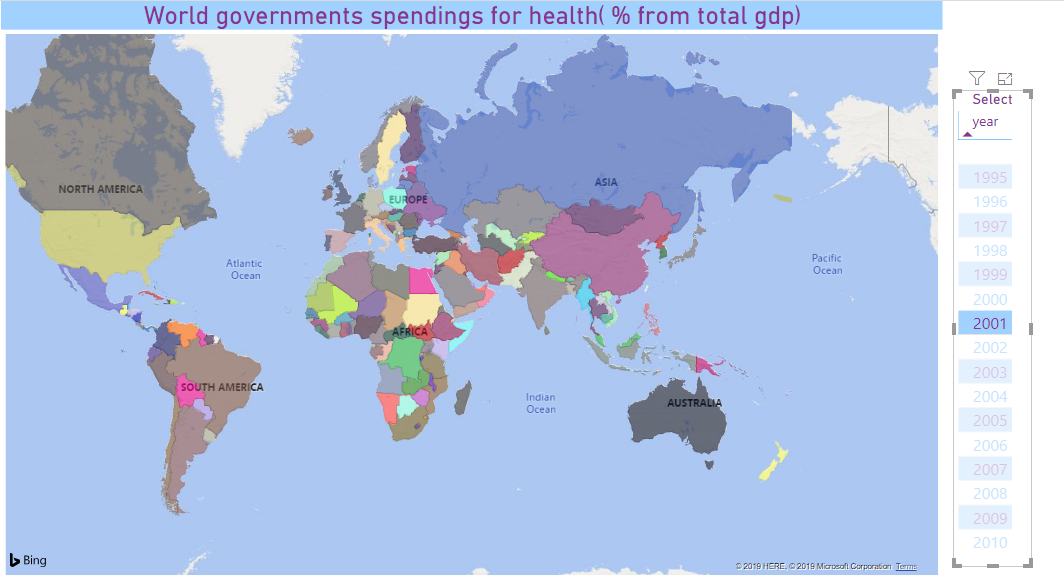 World governments spendings for health( % from total gdp)
Select
year
1995
1996
1997
1998
1999
2000
2001
2002
2003
2004
2005
2006
2007
2008
2009
2010
NORTH AMERICA
EUROPE
ASIA
Atlantic
Ocean
Pacific
Ocean
AFRICA
SOUTH AMERICA
Indian
Ocean
AUSTRALIA
Bing
© 2019 HERE, © 2019 Microsoft Corporation Terms